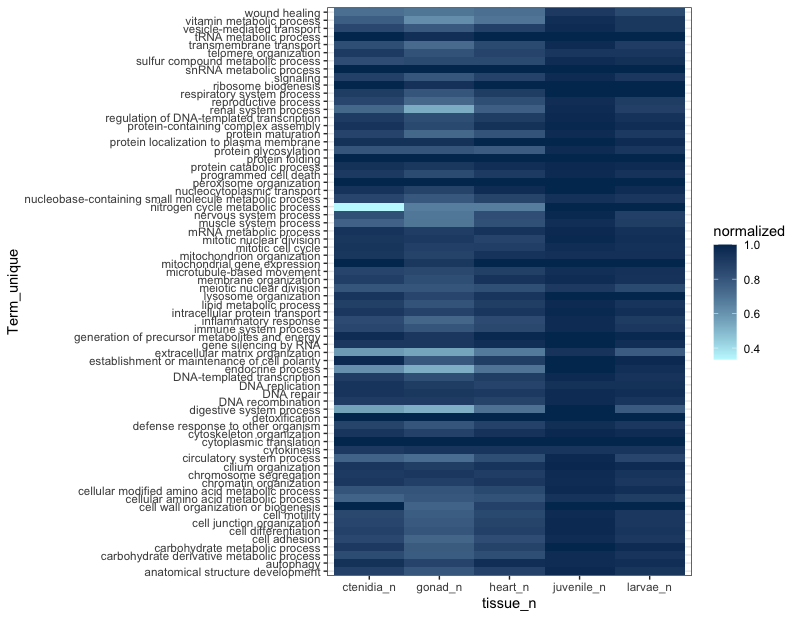 wound healing
vitamin metabolic process
vesicle-mediated transport
tRNA metabolic process
transmembrane transport
telomere organization
sulfur compound metabolic process
snRNA metabolic process
signaling
ribosome biogenesis
respiratory system process
reproductive process
renal system process
regulation of DNA-templated transcription
protein-containing complex assembly
protein maturation
protein localization to plasma membrane
protein glycosylation
protein folding
protein catabolic process
programmed cell death
peroxisome organization
nucleocytoplasmic transport
nucleobase-containing small molecule metabolic process
nitrogen cycle metabolic process
nervous system process
muscle system process
mRNA metabolic process
mitotic nuclear division
mitotic cell cycle
mitochondrion organization
mitochondrial gene expression
microtubule-based movement
membrane organization
meiotic nuclear division
lysosome organization
lipid metabolic process
intracellular protein transport
inflammatory response
immune system process
generation of precursor metabolites and energy
gene silencing by RNA
extracellular matrix organization
establishment or maintenance of cell polarity
endocrine process
DNA-templated transcription
DNA replication
DNA repair
DNA recombination
digestive system process
detoxification
defense response to other organism
cytoskeleton organization
cytoplasmic translation
cytokinesis
circulatory system process
cilium organization
chromosome segregation
chromatin organization
cellular modified amino acid metabolic process
cellular amino acid metabolic process
cell wall organization or biogenesis
cell motility
cell junction organization
cell differentiation
cell adhesion
carbohydrate metabolic process
carbohydrate derivative metabolic process
autophagy
anatomical structure development
Term_unique
ctenidia_n gonad_n heart_n juvenile_n larvae_n
tissue_n
normalized
1.0
0.8
0.6
0.4